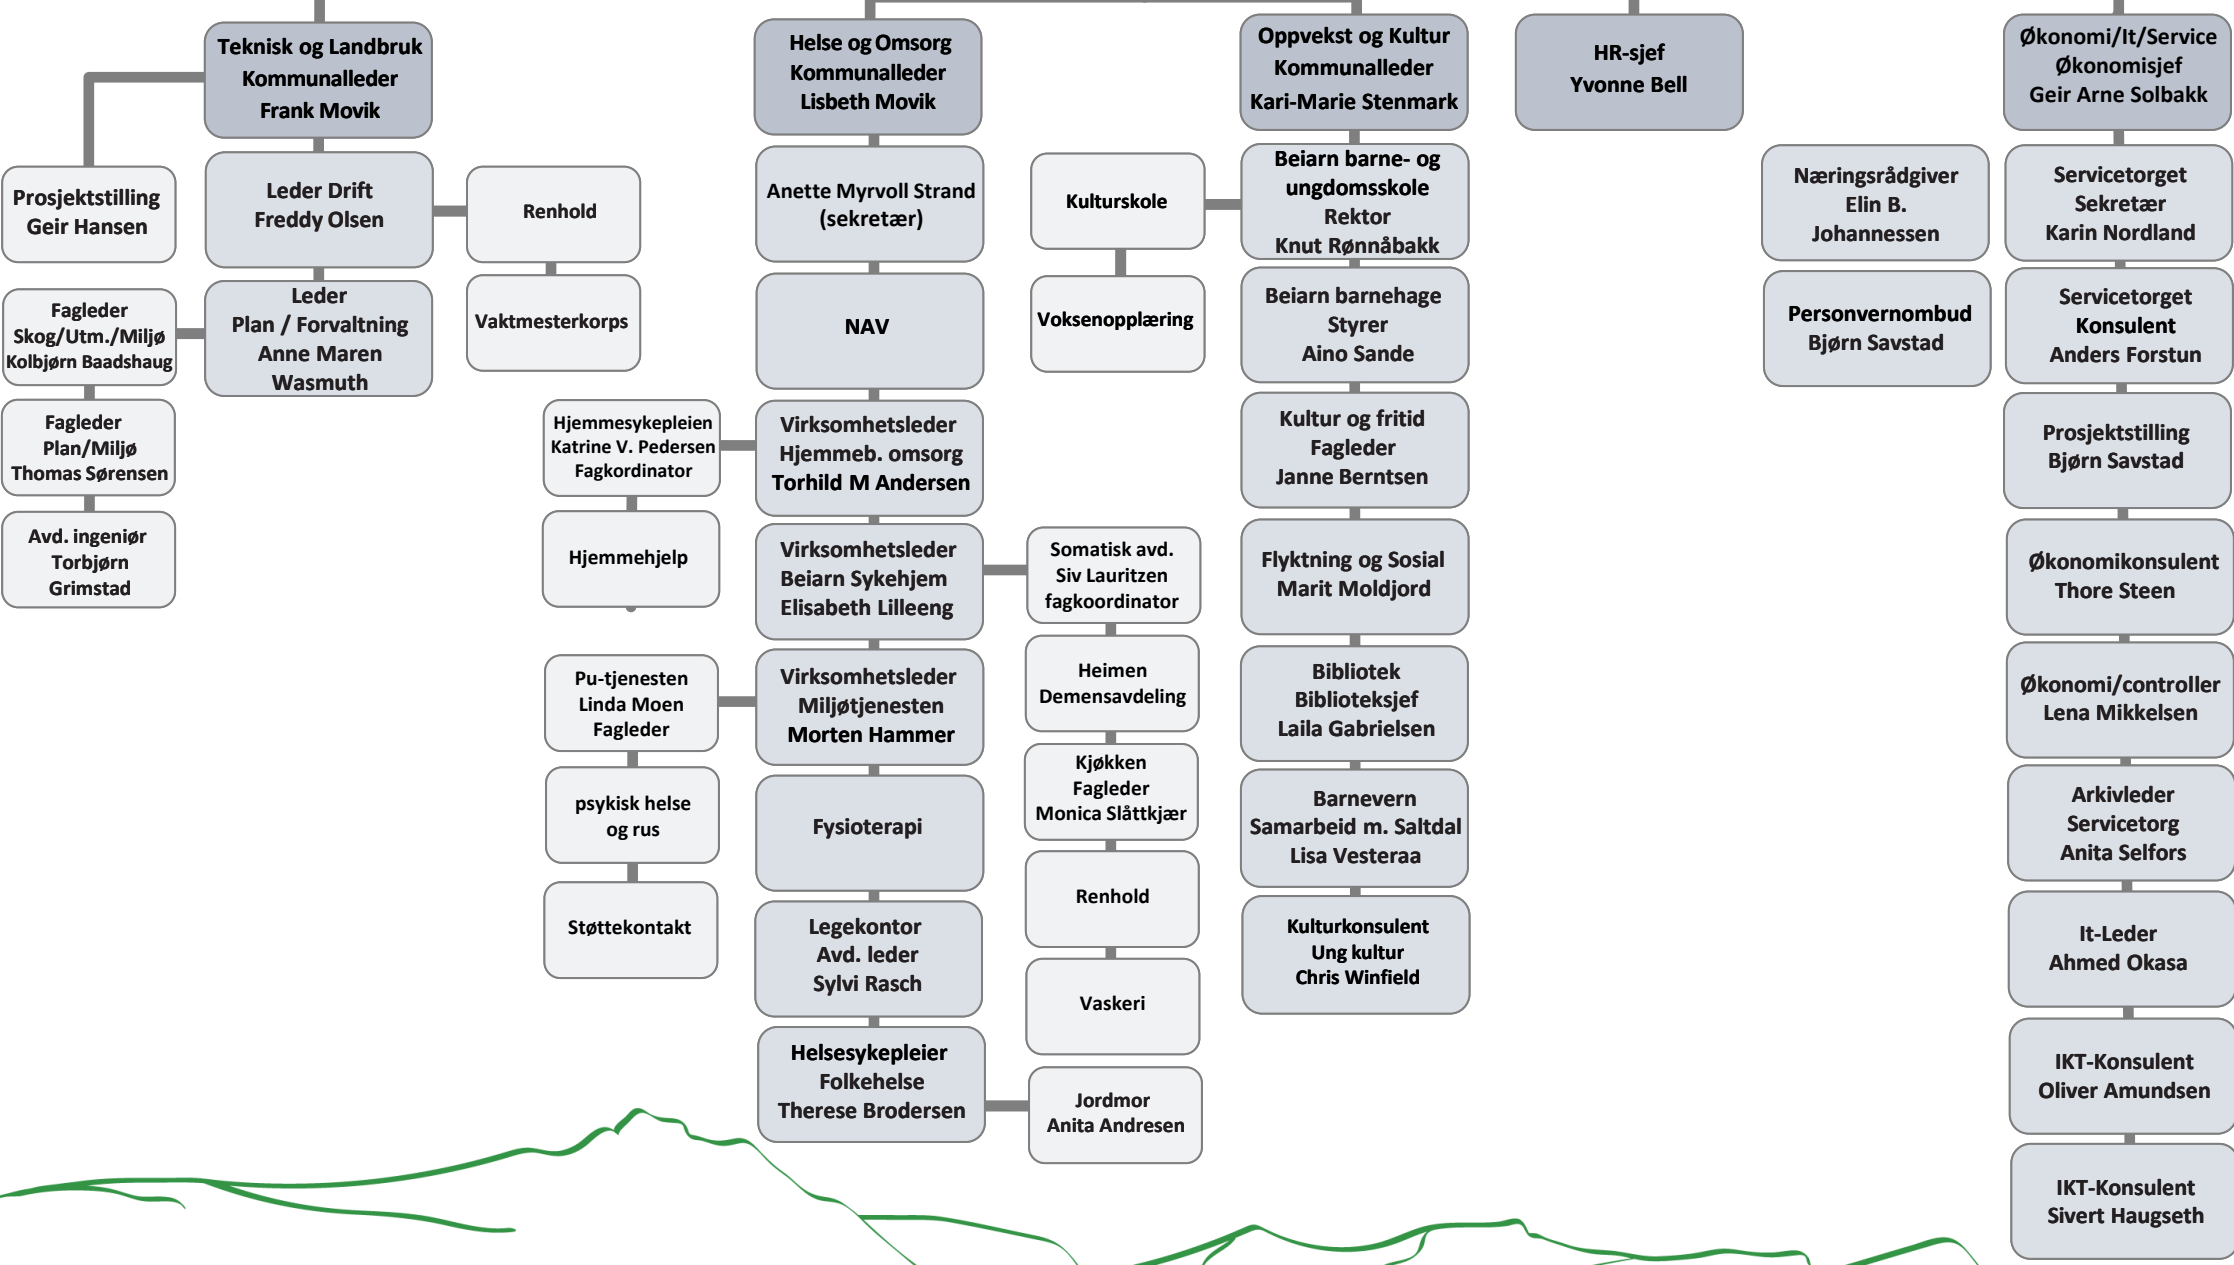 Teknisk og Landbruk
Kommunalleder
Frank Movik
Prosjektstilling
Geir Hansen
Leder Drift
Freddy Olsen
Renhold
Vaktmesterkorps
Leder
Plan / Forvaltning
Anne Maren
Wasmuth
Fagleder
Skog/Utm./Miljø
Kolbjørn Baadshaug
Fagleder
Plan/Miljø
Thomas Sørensen
Avd. ingeniør
Torbjørn
Grimstad
Helse og Omsorg
Kommunalleder
Lisbeth Movik
Anette Myrvoll Strand
(sekretær)
NAV
Virksomhetsleder
Hjemmeb. omsorg
Torhild M Andersen
Hjemmesykepleien
Katrine V. Pedersen
Fagkordinator
Hjemmehjelp
Virksomhetsleder
Beiarn Sykehjem
Elisabeth Lilleeng
Somatisk avd.
Siv Lauritzen
fagkoordinator
Heimen
Demensavdeling
Kjøkken
Fagleder
Monica Slåttkjær
Renhold
Vaskeri
Virksomhetsleder
Miljøtjenesten
Morten Hammer
Pu-tjenesten
Linda Moen
Fagleder
psykisk helse
og rus
Støttekontakt
Fysioterapi
Legekontor
Avd. leder
Sylvi Rasch
Helsesykepleier
Folkehelse
Therese Brodersen
Jordmor
Anita Andresen
Oppvekst og Kultur
Kommunalleder
Kari-Marie Stenmark
Beiarn barne- og
ungdomsskole
Rektor
Knut Rønnåbakk
Kulturskole
Voksenopplæring
Beiarn barnehage
Styrer
Aino Sande
Kultur og fritid
Fagleder
Janne Berntsen
Flyktning og Sosial
Marit Moldjord
Bibliotek
Biblioteksjef
Laila Gabrielsen
Barnevern
Samarbeid m. Saltdal
Lisa Vesteraa
Kulturkonsulent
Ung kultur
Chris Winfield
HR-sjef
Yvonne Bell
Næringsrådgiver
Elin B.
Johannessen
Personvernombud
Bjørn Savstad
Økonomi/It/Service
Økonomisjef
Geir Arne Solbakk
Servicetorget
Sekretær
Karin Nordland
Servicetorget
Konsulent
Anders Forstun
Prosjektstilling
Bjørn Savstad
Økonomikonsulent
Thore Steen
Økonomi/controller
Lena Mikkelsen
Arkivleder
Servicetorg
Anita Selfors
It-Leder
Ahmed Okasa
IKT-Konsulent
Oliver Amundsen
IKT-Konsulent
Sivert Haugseth